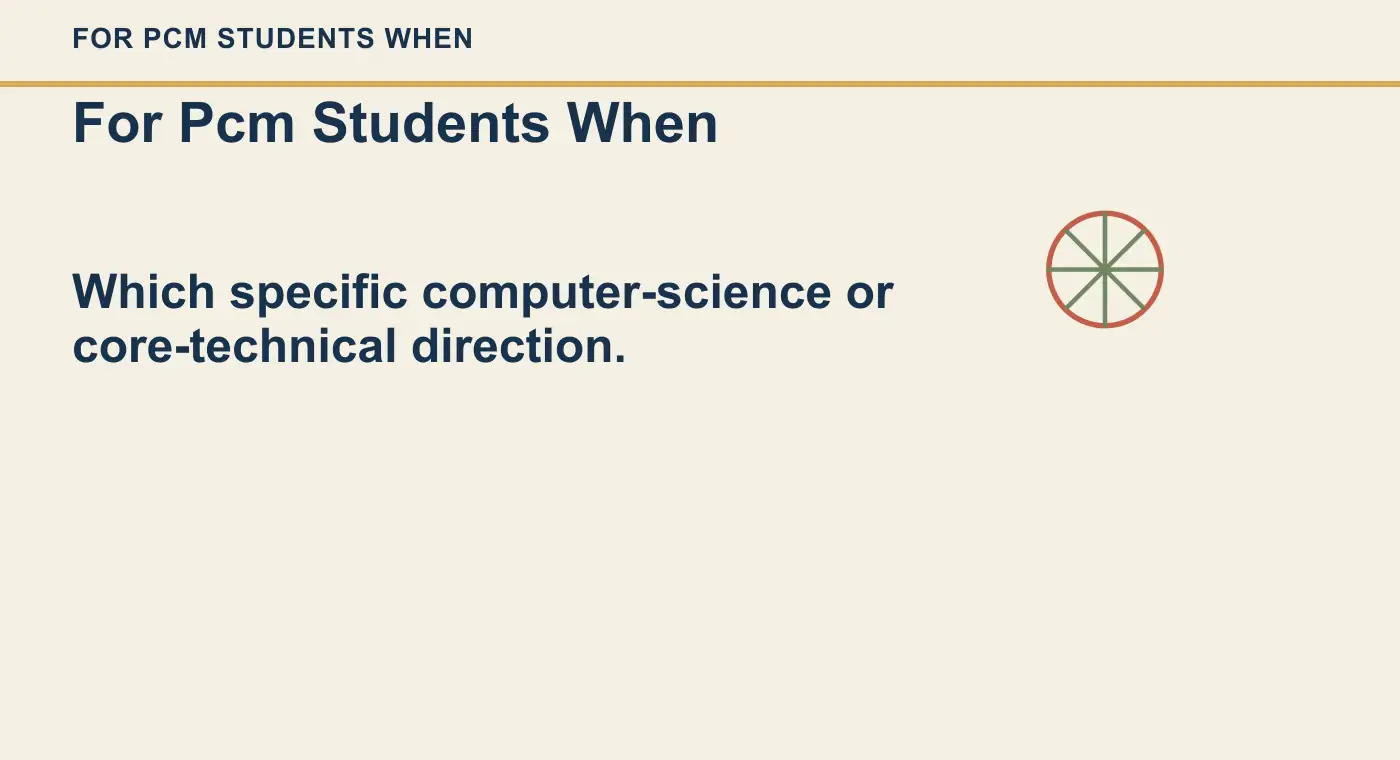 FOR PCM STUDENTS WHEN
For Pcm Students When
Which specific computer-science or
core-technical direction.